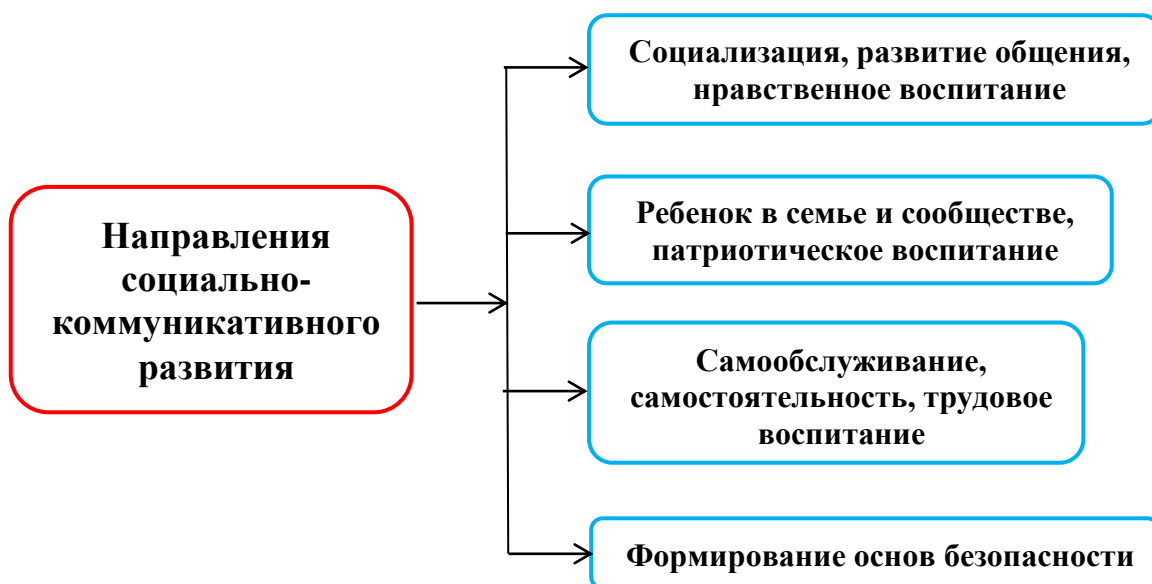 Направления
социально-
коммуникативного
развития
Социализация, развитие общения,
нравственное воспитание
Ребенок в семье и сообществе,
патриотическое воспитание
Самообслуживание,
самостоятельность, трудовое
воспитание
Формирование основ безопасности